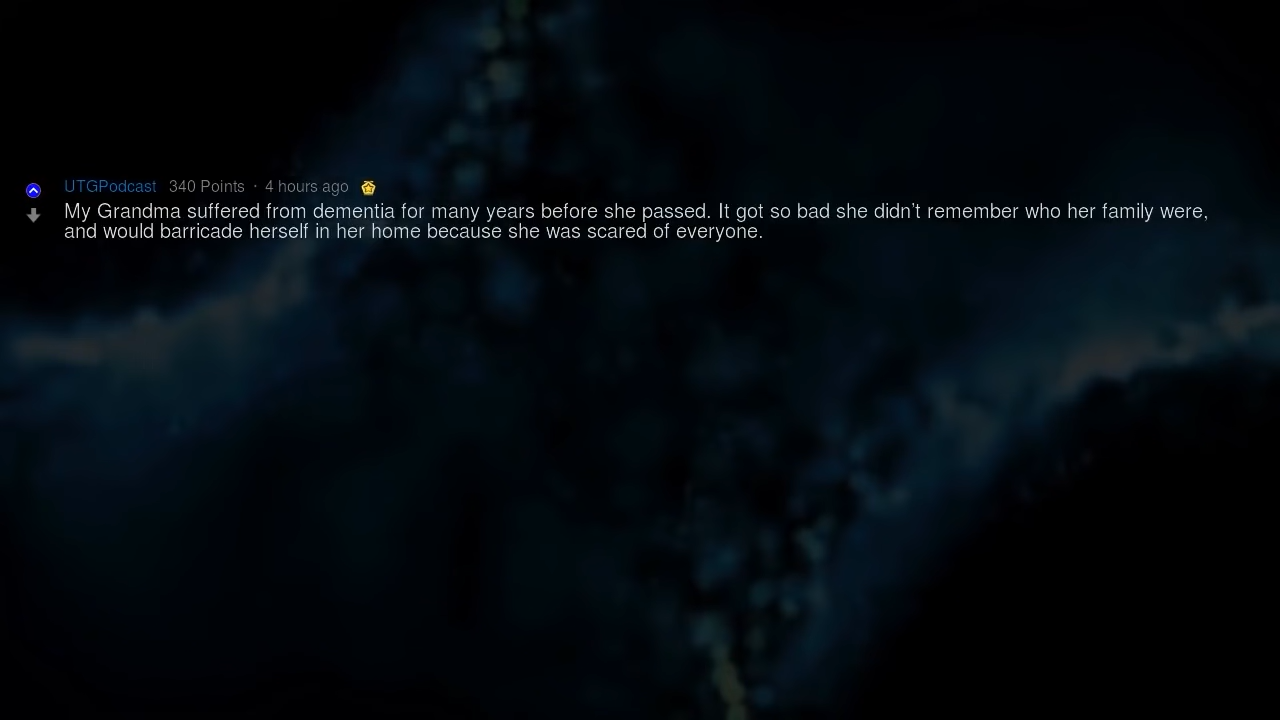 UTGPodcast 340 Points · 4 hours ago
My Grandma suffered from dementia for many years before she passed. It got so bad she didn't remember who her family were,
and would barricade herself in her home because she was scared of everyone.